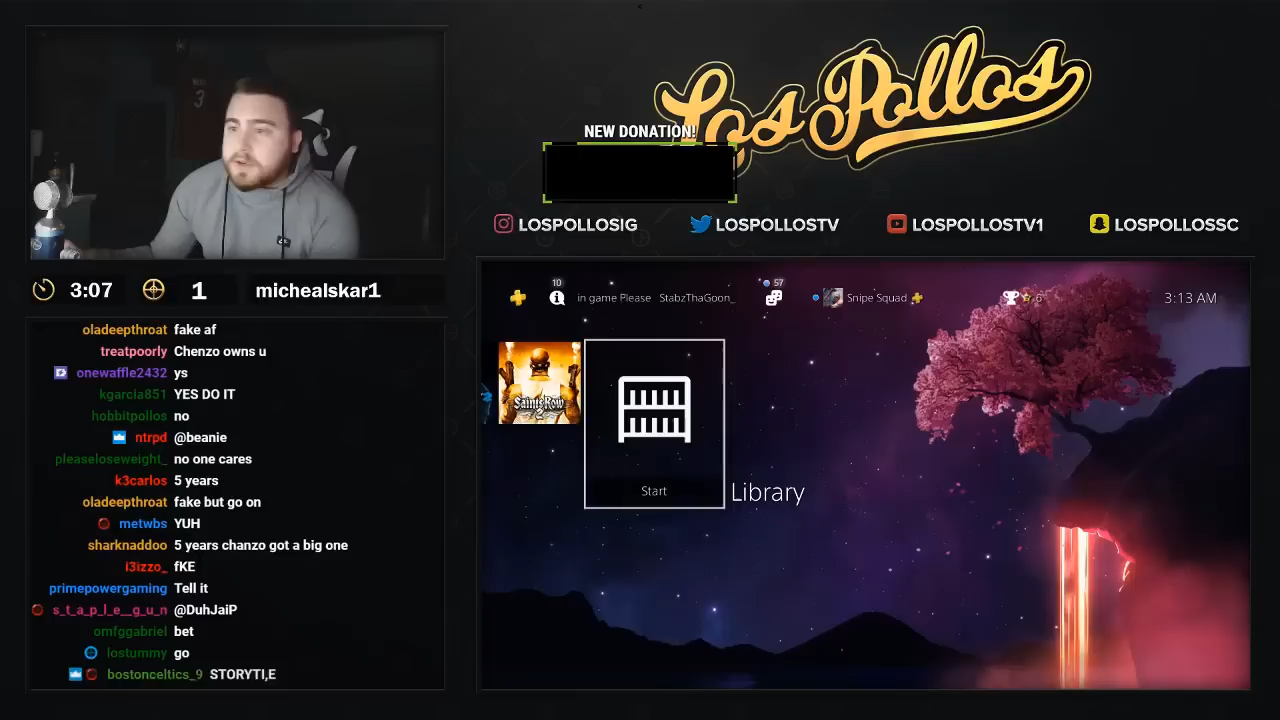 Los Pollos
NEW DONATION!
LOSPOLLOSIG
LOSPOLLOSTV
LOSPOLLOSTV1
LOSPOLLOSSC
3
3:07
1
michealskar1
oladeepthroat fake af
treatpoorly Chenzo owns u
onewaffle2432 ys
kgarcia851 YES DO IT
hobbitpollos no
ntrpd @beanie
pleaseloseweight_ no one cares
k3carlos 5 years
oladeepthroat fake but go on
metwbs YUH
sharknaddoo 5 years chanzo got a big one
i3izzo_ fKE
primepowergaming Tell it
s_t_a_p_l_e__g_u_n @DuhJaiP
omfggabriel bet
lostummy go
bostonceltics_9 STORYTI,E
10
in game Please StabzThaGoon_
57
Snipe Squad
6
3:13 AM
Saints Row
2
Start
Library